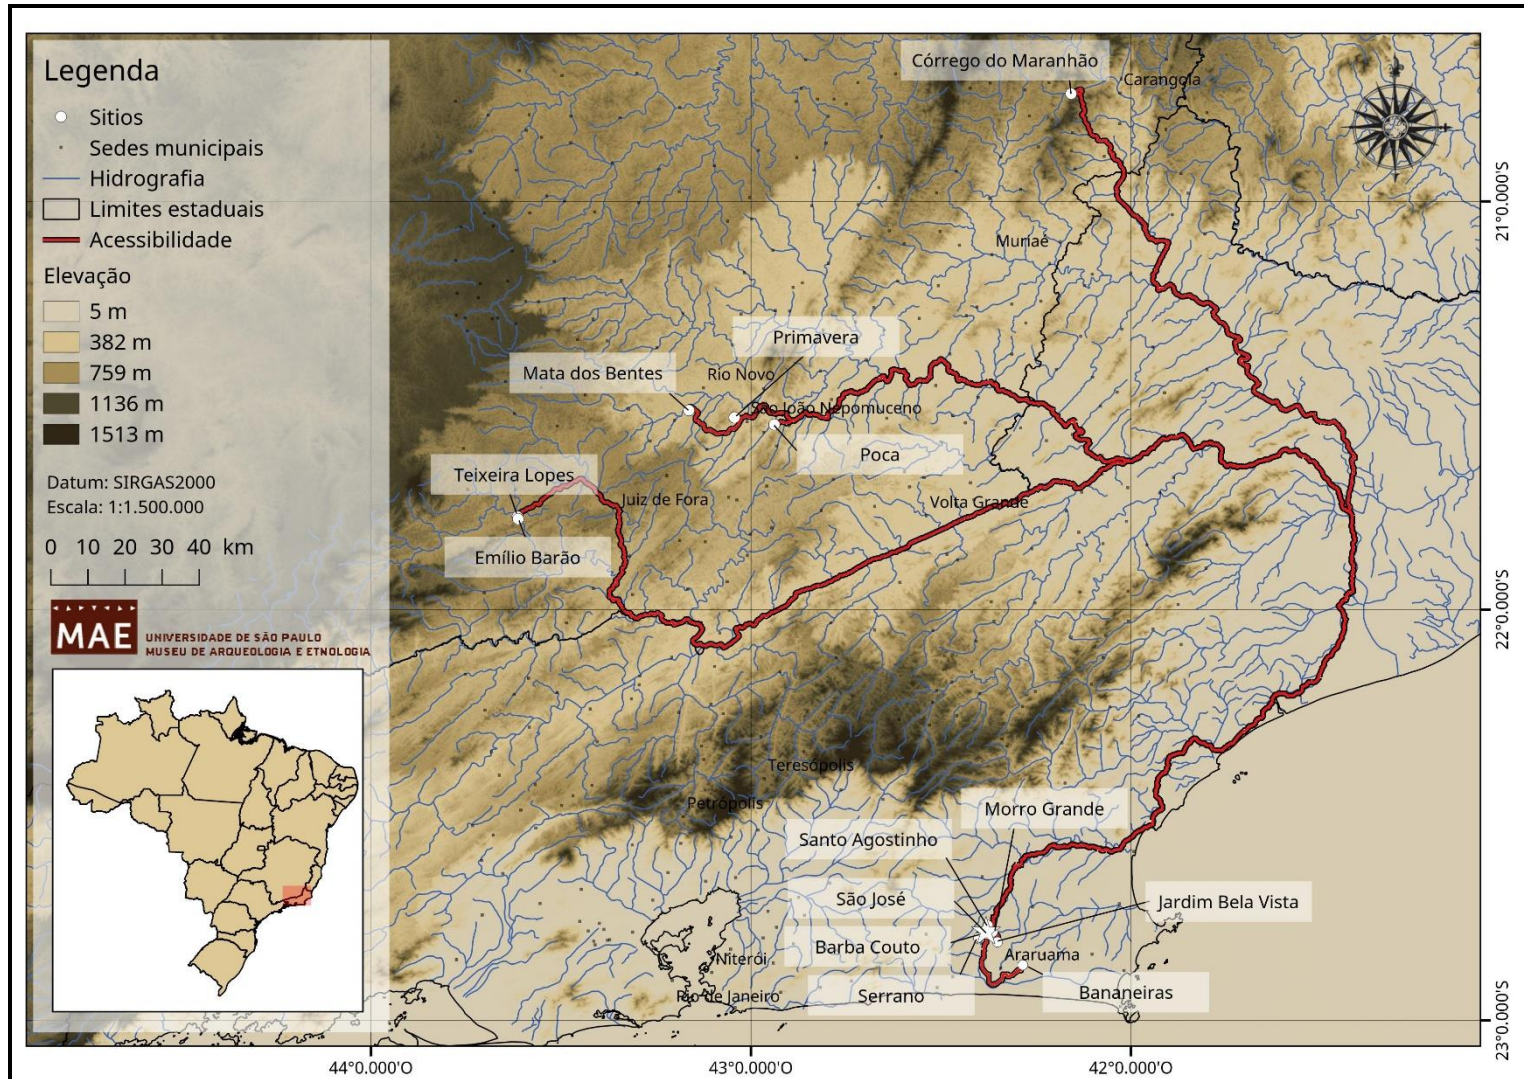 Legenda
Sitios
Sedes municipais
Hidrografia
Limites estaduais
Acessibilidade
Elevação
5 m
382 m
759 m
1136 m
1513 m
Datum: SIRGAS2000
Escala: 1:1.500.000
0 10 20 30 40 km
MAE
UNIVERSIDADE DE SÃO PAULO
MUSEU DE ARQUEOLOGIA E ETNOLOGIA
Córrego do Maranhão
Carangola
Muriaé
Primavera
Mata dos Bentes
Rio Novo
São João Nepomuceno
Poca
Teixeira Lopes
Juiz de Fora
Volta Grande
Emílio Barão
Teresópolis
Petrópolis
Morro Grande
Santo Agostinho
São José
Jardim Bela Vista
Barba Couto
Araruama
Niterói
Serrano
Bananeiras
Rio de Janeiro
21°0.000'S
22°0.000'S
23°0.000'S
44°0.000'O
43°0.000'O
42°0.000'O